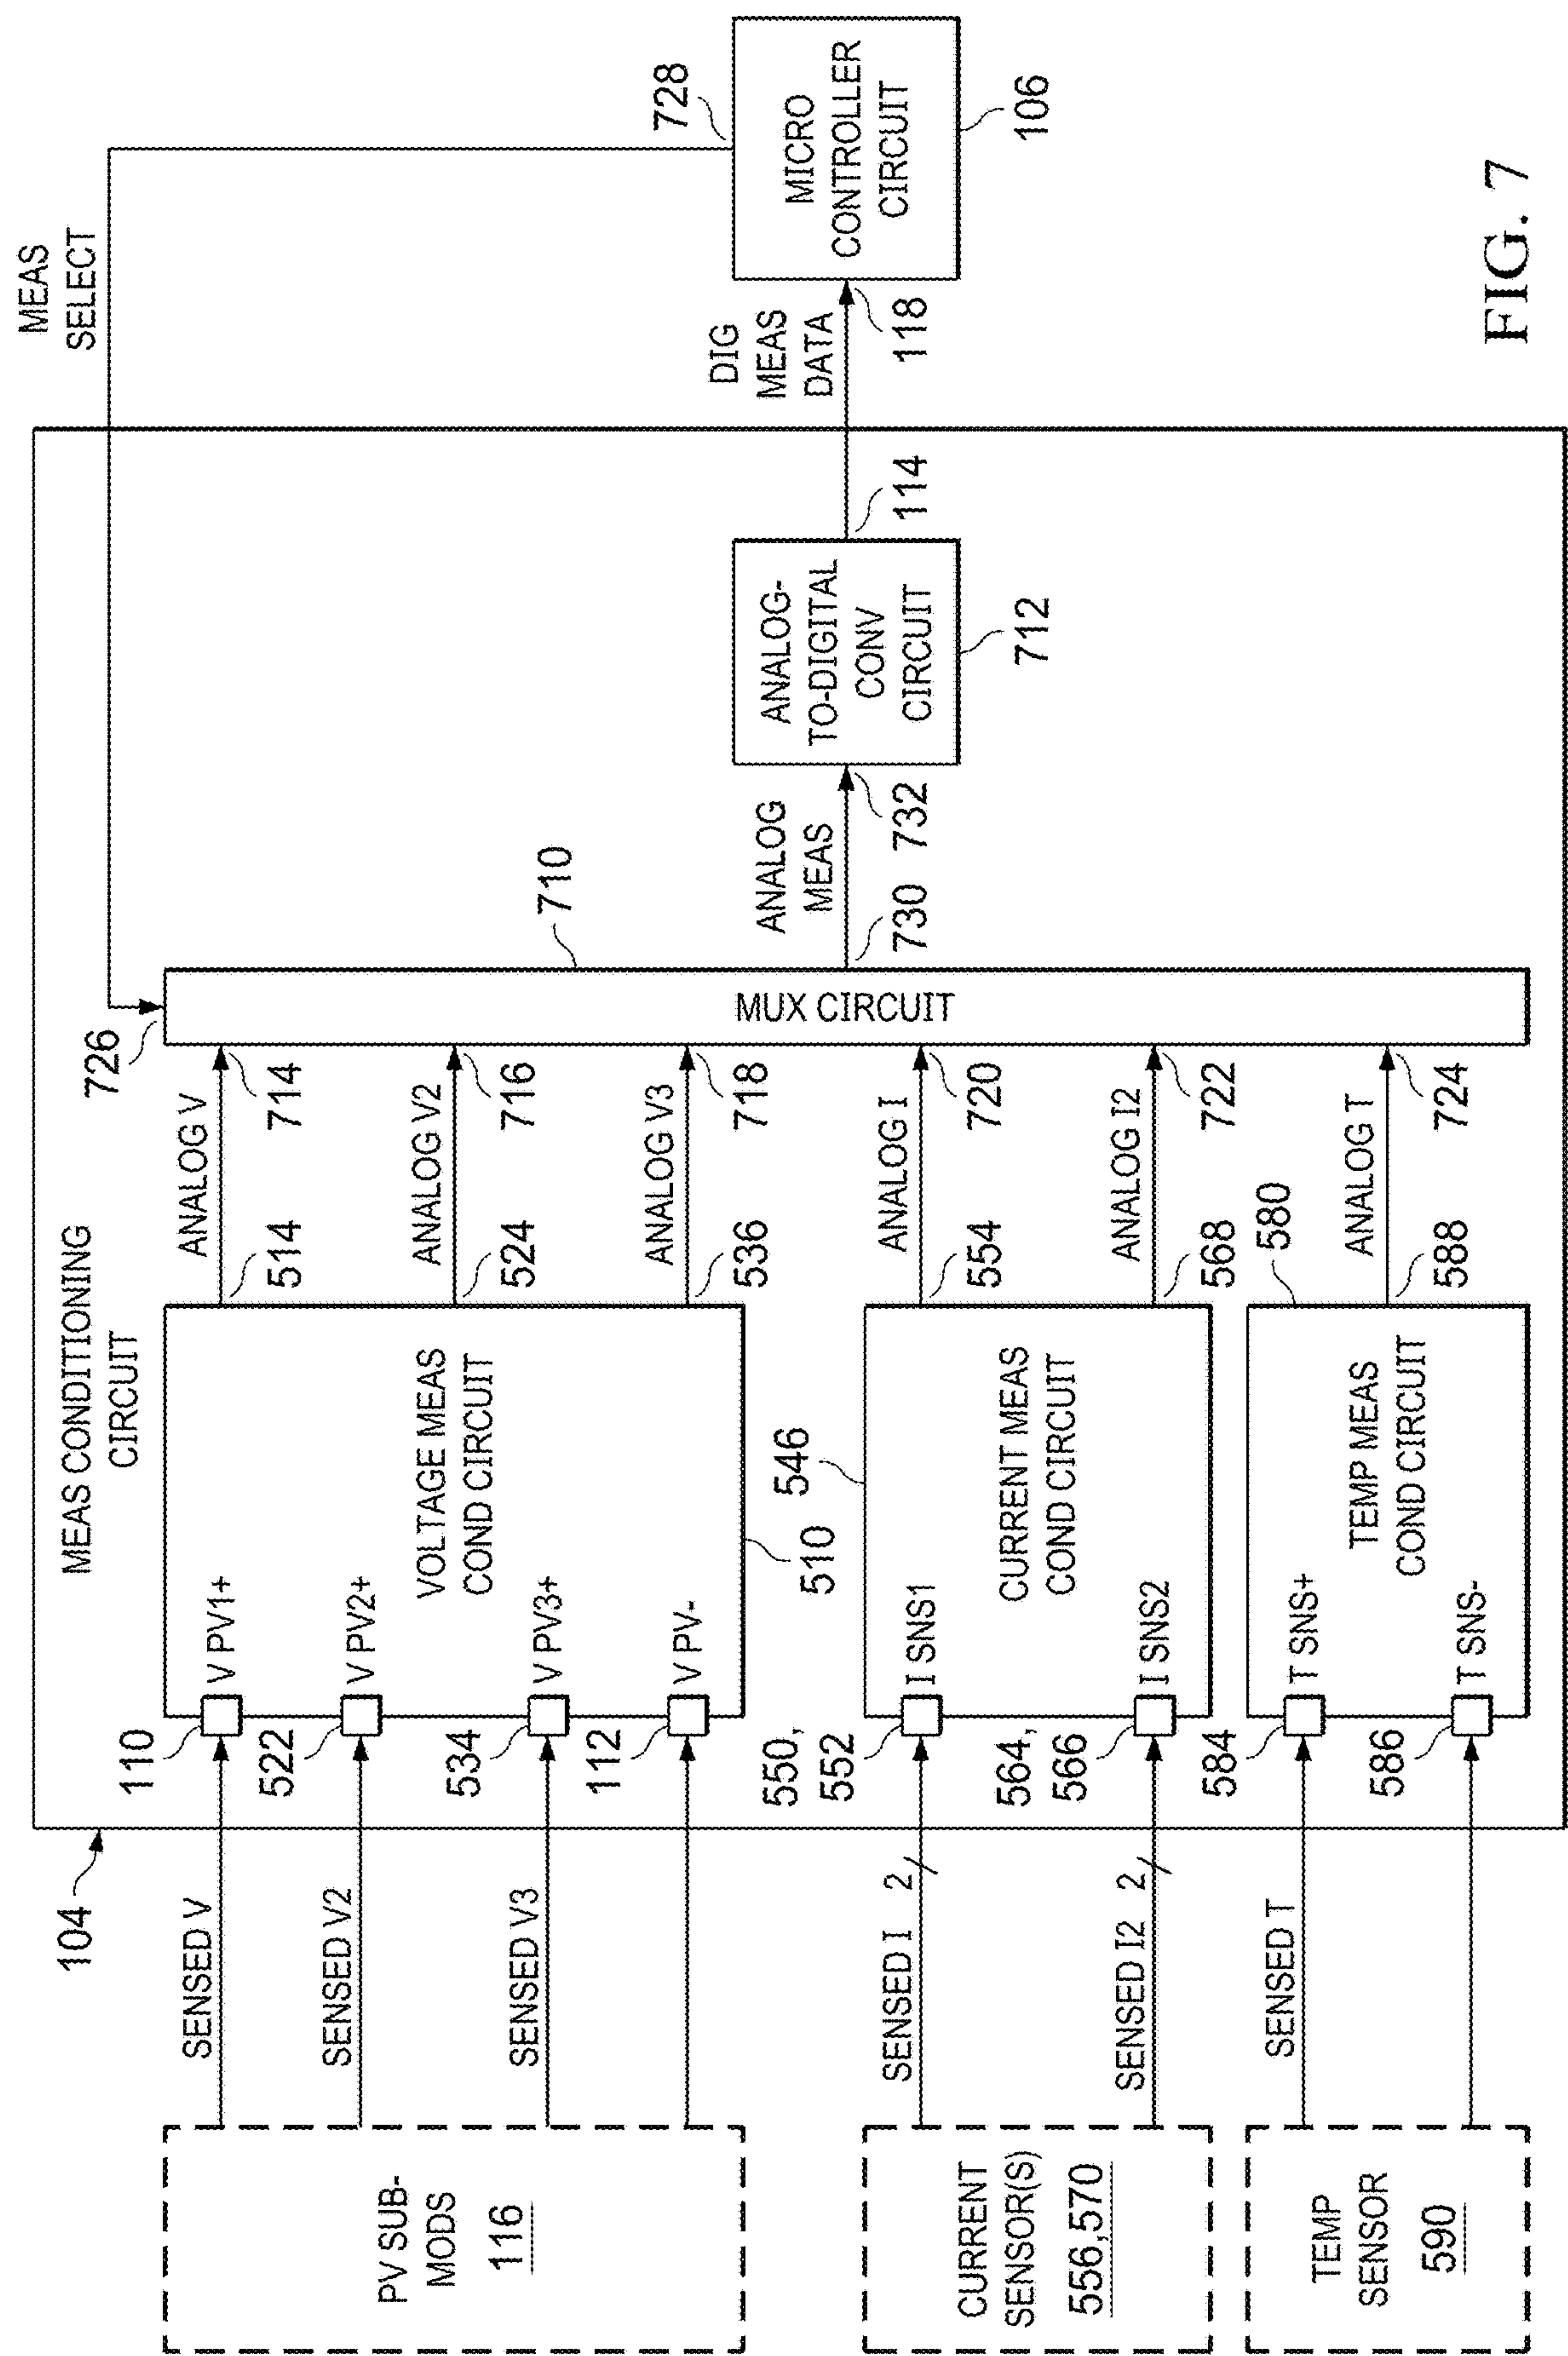 MEAS
SELECT
MEAS CONDITIONING
CIRCUIT
104
728
MICRO
CONTROLLER
CIRCUIT
106
DIG
MEAS
DATA
118
114
ANALOG-
TO-DIGITAL
CONV
CIRCUIT
712
ANALOG
MEAS
732
730
710
MUX CIRCUIT
726
PV SUB-
MODS
116
SENSED V
SENSED V2
SENSED V3
110
522
534
112
V PV1+
V PV2+
V PV3+
V PV-
VOLTAGE MEAS
COND CIRCUIT
510
514
ANALOG V
714
524
ANALOG V2
716
536
ANALOG V3
718
CURRENT
SENSOR(S)
556,570
SENSED I
2
SENSED I2
2
550,
552
564,
566
I SNS1
I SNS2
CURRENT MEAS
COND CIRCUIT
546
554
ANALOG I
720
568
ANALOG I2
722
TEMP
SENSOR
590
SENSED T
584
586
T SNS+
T SNS-
TEMP MEAS
COND CIRCUIT
580
588
ANALOG T
724
FIG. 7